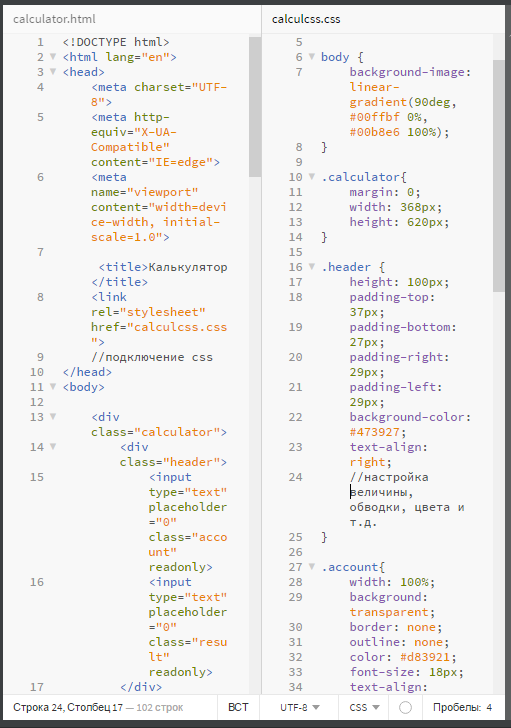 calculator.html
1 <!DOCTYPE html>
2 <html lang="en">
3 <head>
4 <meta charset="UTF-
8">
5 <meta http-
equiv="X-UA-
Compatible"
content="IE=edge">
6 <meta
name="viewport"
content="width=devi
ce-width, initial-
scale=1.0">
7
<title>Калькулятор
</title>
8 <link
rel="stylesheet"
href="calculcss.css
">
9 //подключение css
10 </head>
11 <body>
12
13 <div
class="calculator">
14 <div
class="header">
15 <input
type="text"
placeholder
="0"
class="acco
unt"
readonly>
16 <input
type="text"
placeholder
="0"
class="resu
lt"
readonly>
17 </div>
calculcss.css
5
6 body {
7 background-image:
linear-
gradient(90deg,
#00ffbf 0%,
#00b8e6 100%);
8 }
9
10 .calculator{
11 margin: 0;
12 width: 368px;
13 height: 620px;
14 }
15
16 .header {
17 height: 100px;
18 padding-top:
37px;
19 padding-bottom:
27px;
20 padding-right:
29px;
21 padding-left:
29px;
22 background-color:
#473927;
23 text-align:
right;
24 //настройка
величины,
обводки, цвета и
т.д.
25 }
26
27 .account{
28 width: 100%;
29 background:
transparent;
30 border: none;
31 outline: none;
32 color: #d83921;
33 font-size: 18px;
34 text-align:
Строка 24, Столбец 17 — 102 строк
ВСТ
UTF-8
CSS
Пробелы: 4